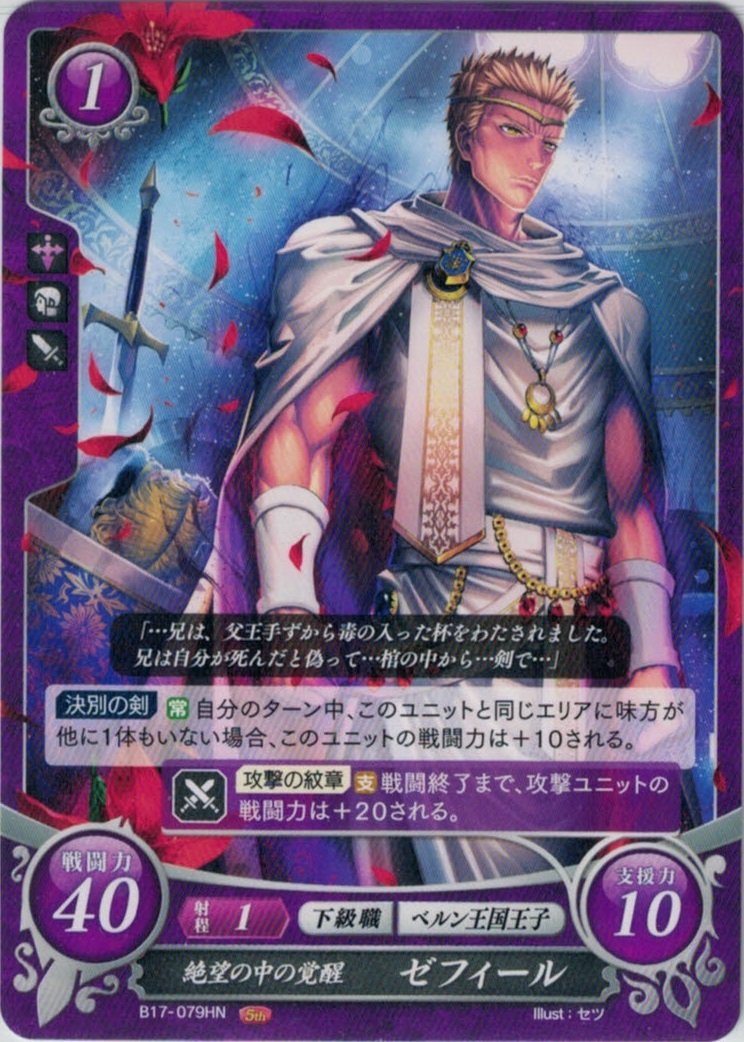 1
「…兄は、父王手ずから毒の入った杯をわたされました。
兄は自分が死んだと偽って…棺の中から…剣で…」
決別の剣 常 自分のターン中、このユニットと同じエリアに味方が
他に1体もいない場合、このユニットの戦闘力は＋10される。
攻撃の紋章 支 戦闘終了まで、攻撃ユニットの
戦闘力は＋20される。
戦闘力
40
射程 1 下級職 ベルン王国王子
支援力
10
絶望の中の覚醒 ゼフィール
B17-079HN 5th Illust：セツ